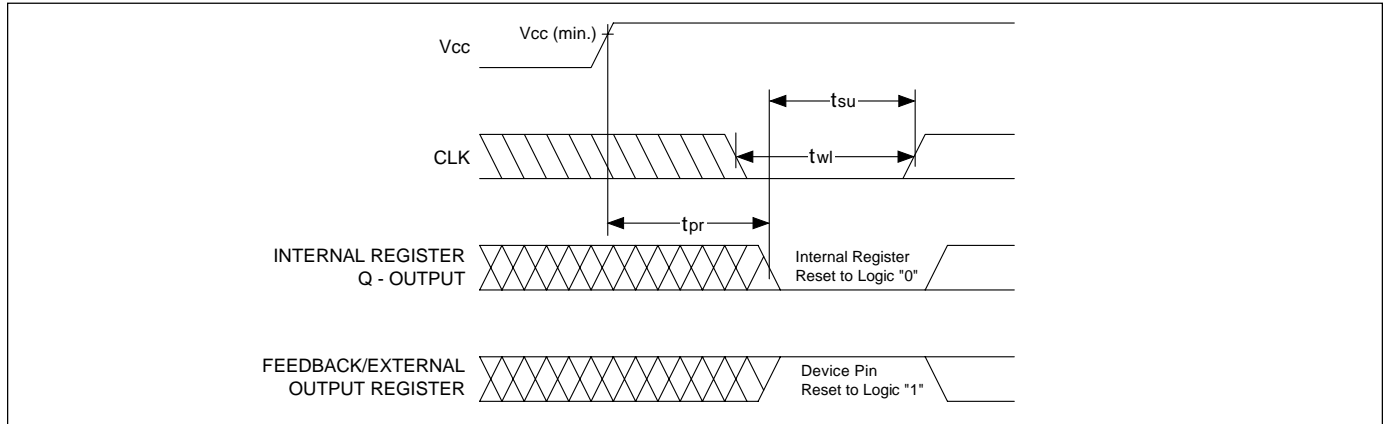 Vcc
Vcc (min.)
tsu
CLK
twl
tpr
INTERNAL REGISTER
Q - OUTPUT
Internal Register
Reset to Logic "0"
FEEDBACK/EXTERNAL
OUTPUT REGISTER
Device Pin
Reset to Logic "1"